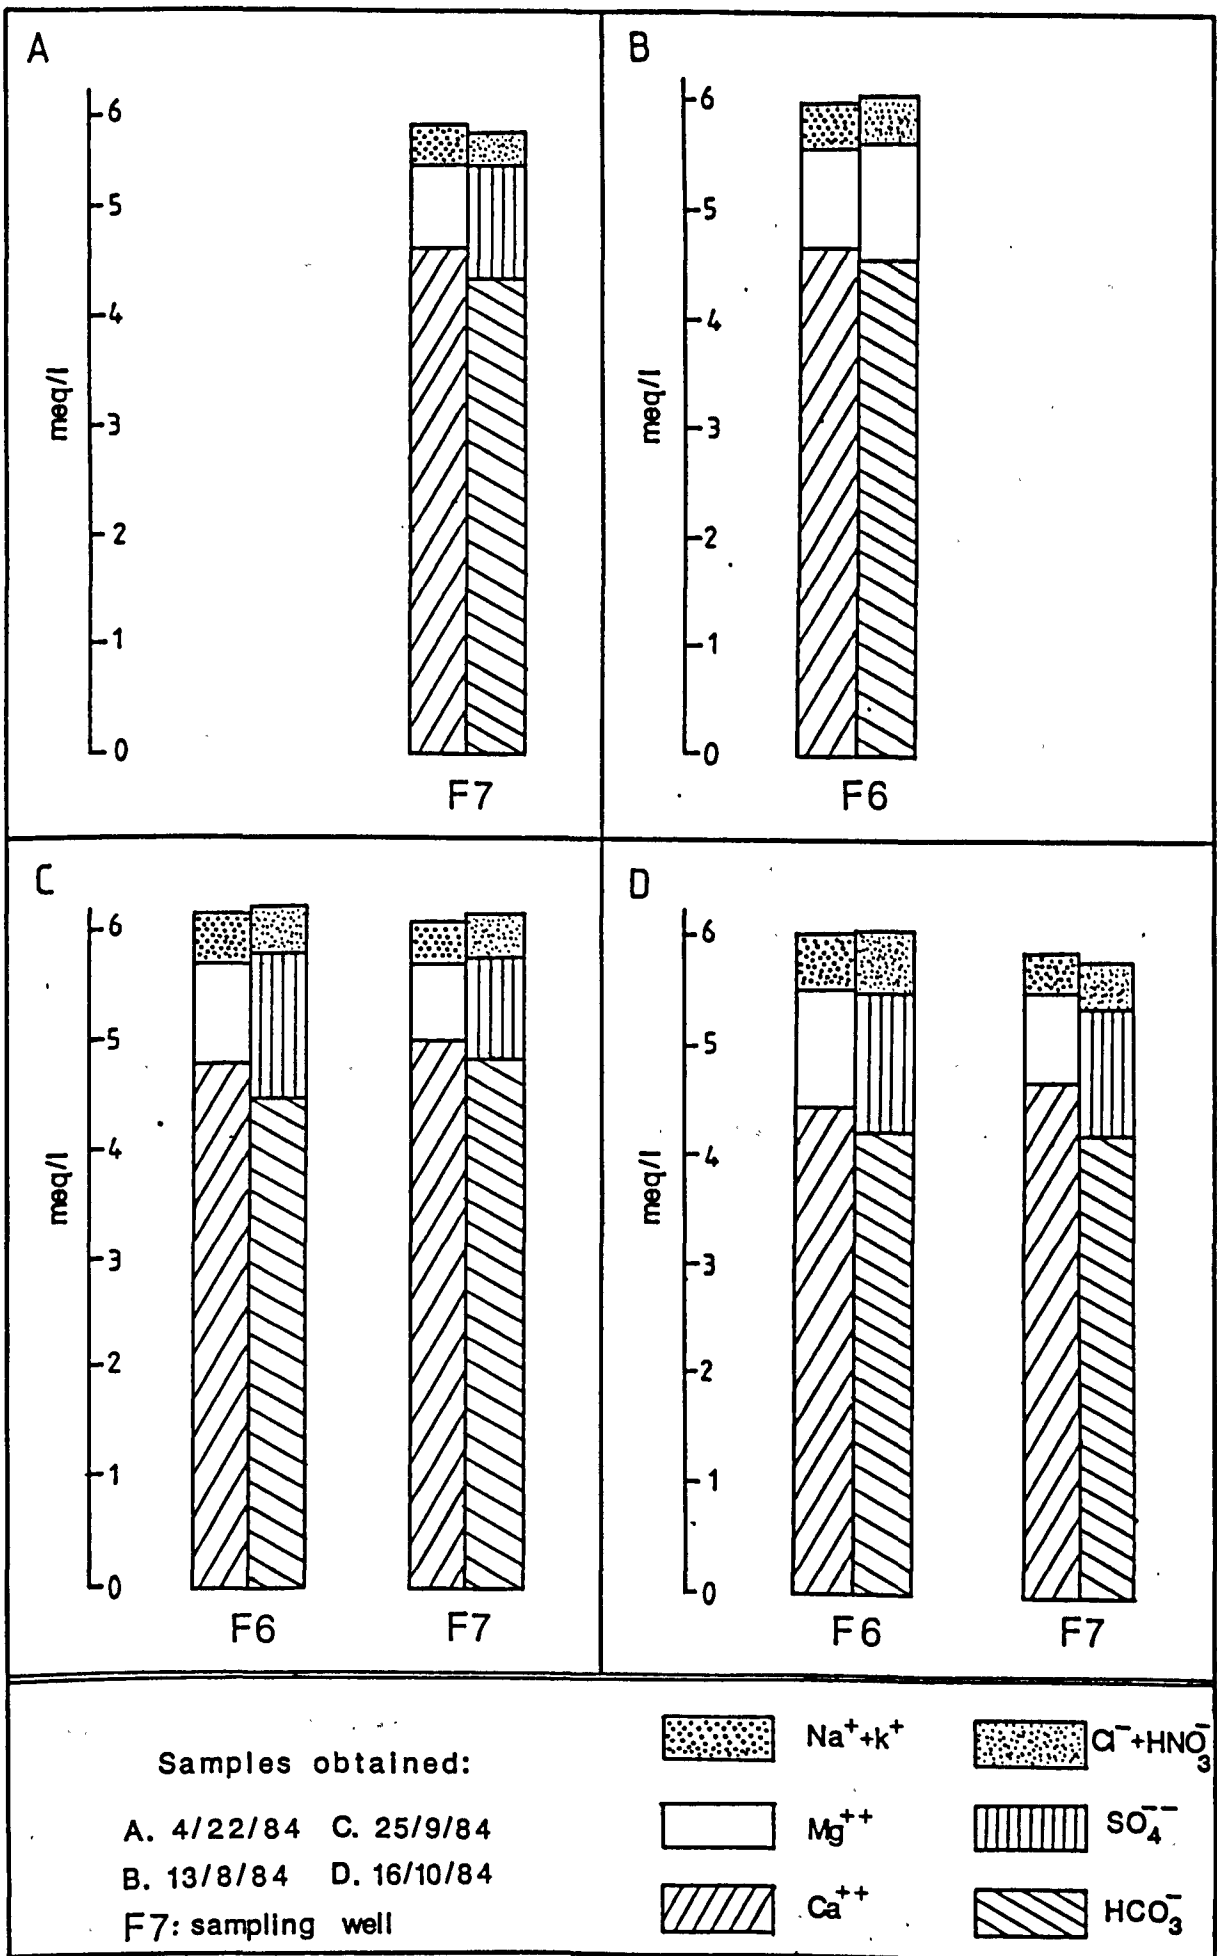 A
6
5
4
3
2
1
0
meq/l
F7
B
6
5
4
3
2
1
0
meq/l
F6
C
6
5
4
3
2
1
0
meq/l
F6
F7
D
6
5
4
3
2
1
0
meq/l
F6
F7
Samples obtained:
A. 4/22/84 C. 25/9/84
B. 13/8/84 D. 16/10/84
F7: sampling well
Na⁺+k⁺
Mg⁺⁺
Ca⁺⁺
Cl⁻+HNO₃⁻
SO₄⁻⁻
HCO₃⁻